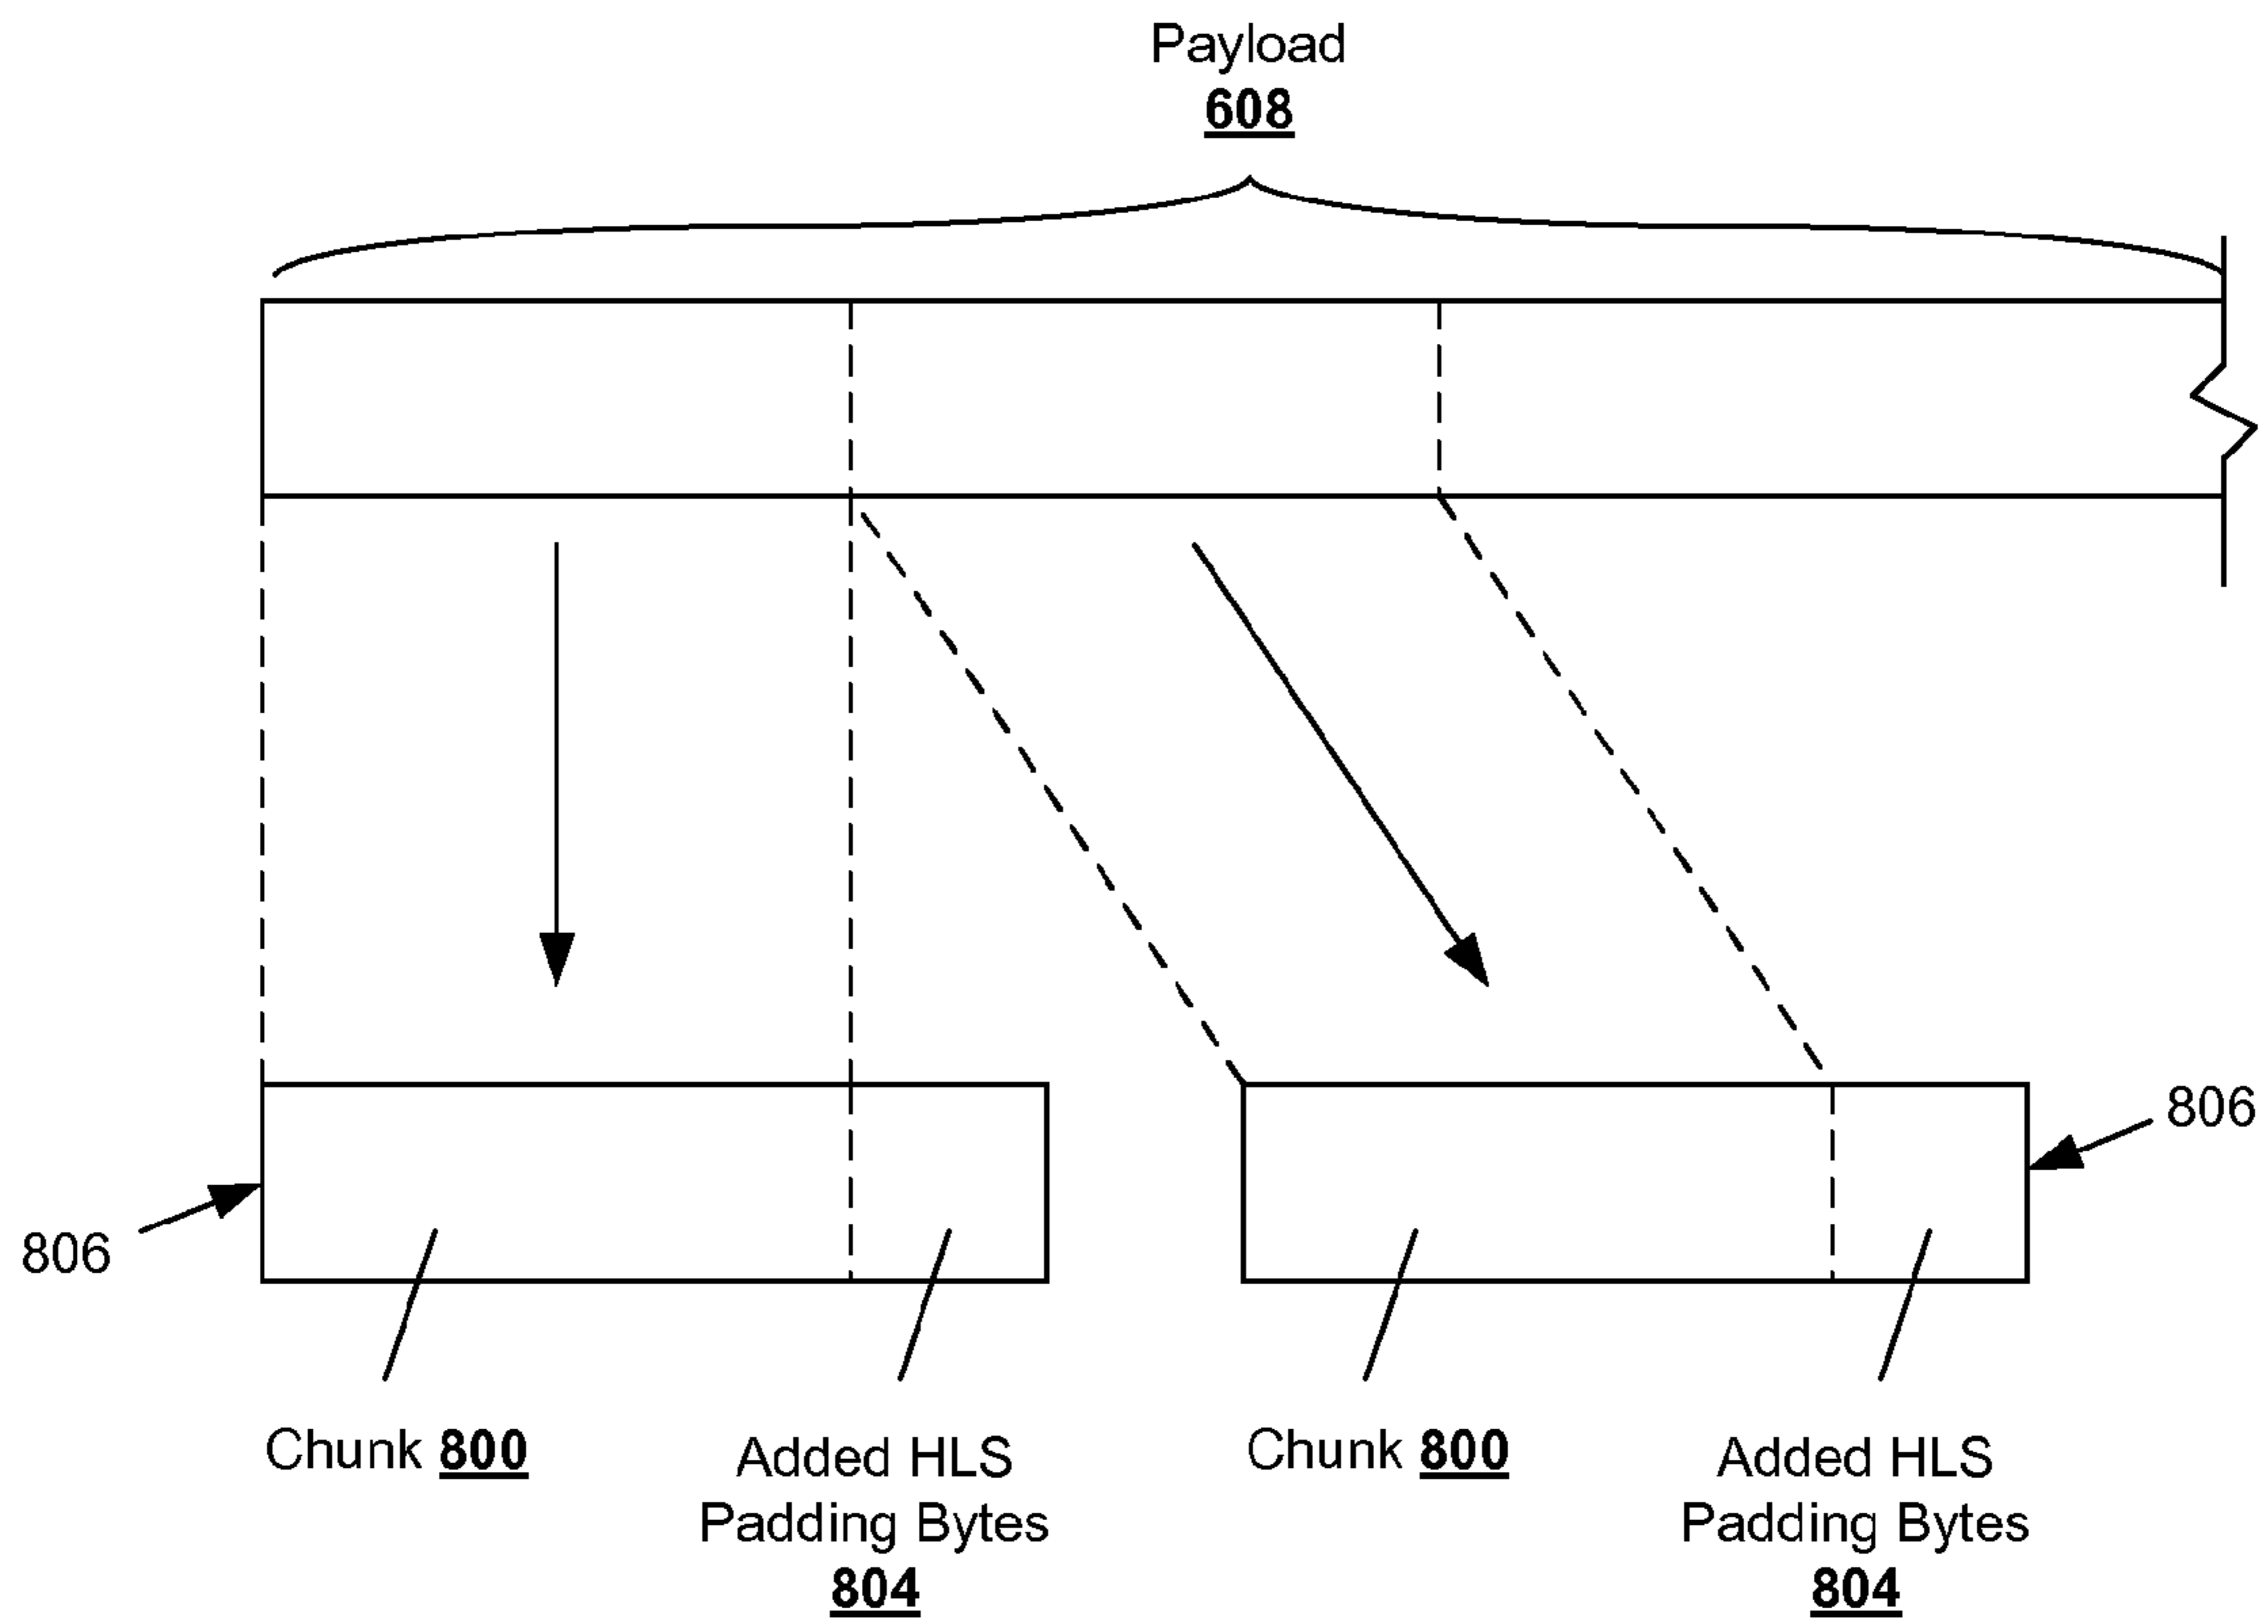 Payload
608
806
806
Chunk 800
Added HLS
Padding Bytes
804
Chunk 800
Added HLS
Padding Bytes
804